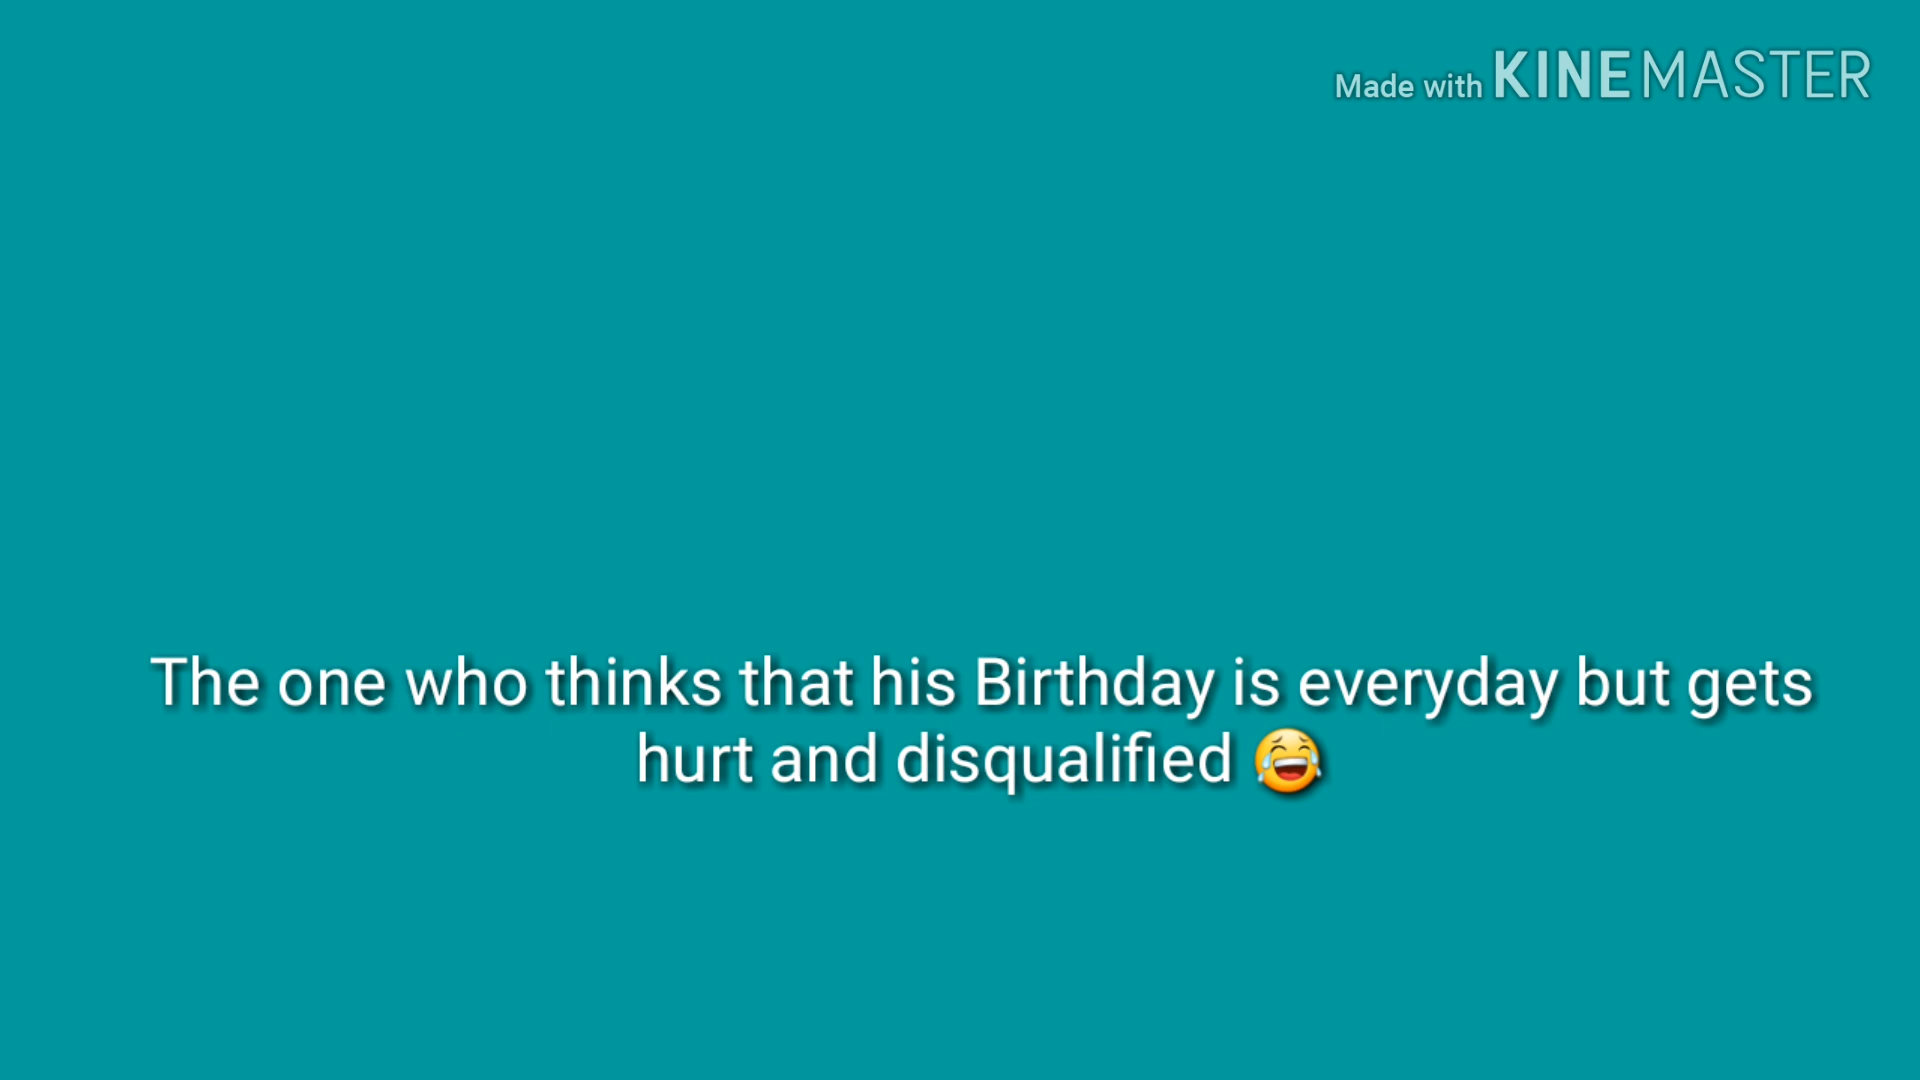 Made with KINEMASTER
The one who thinks that his Birthday is everyday but gets
hurt and disqualified 😂